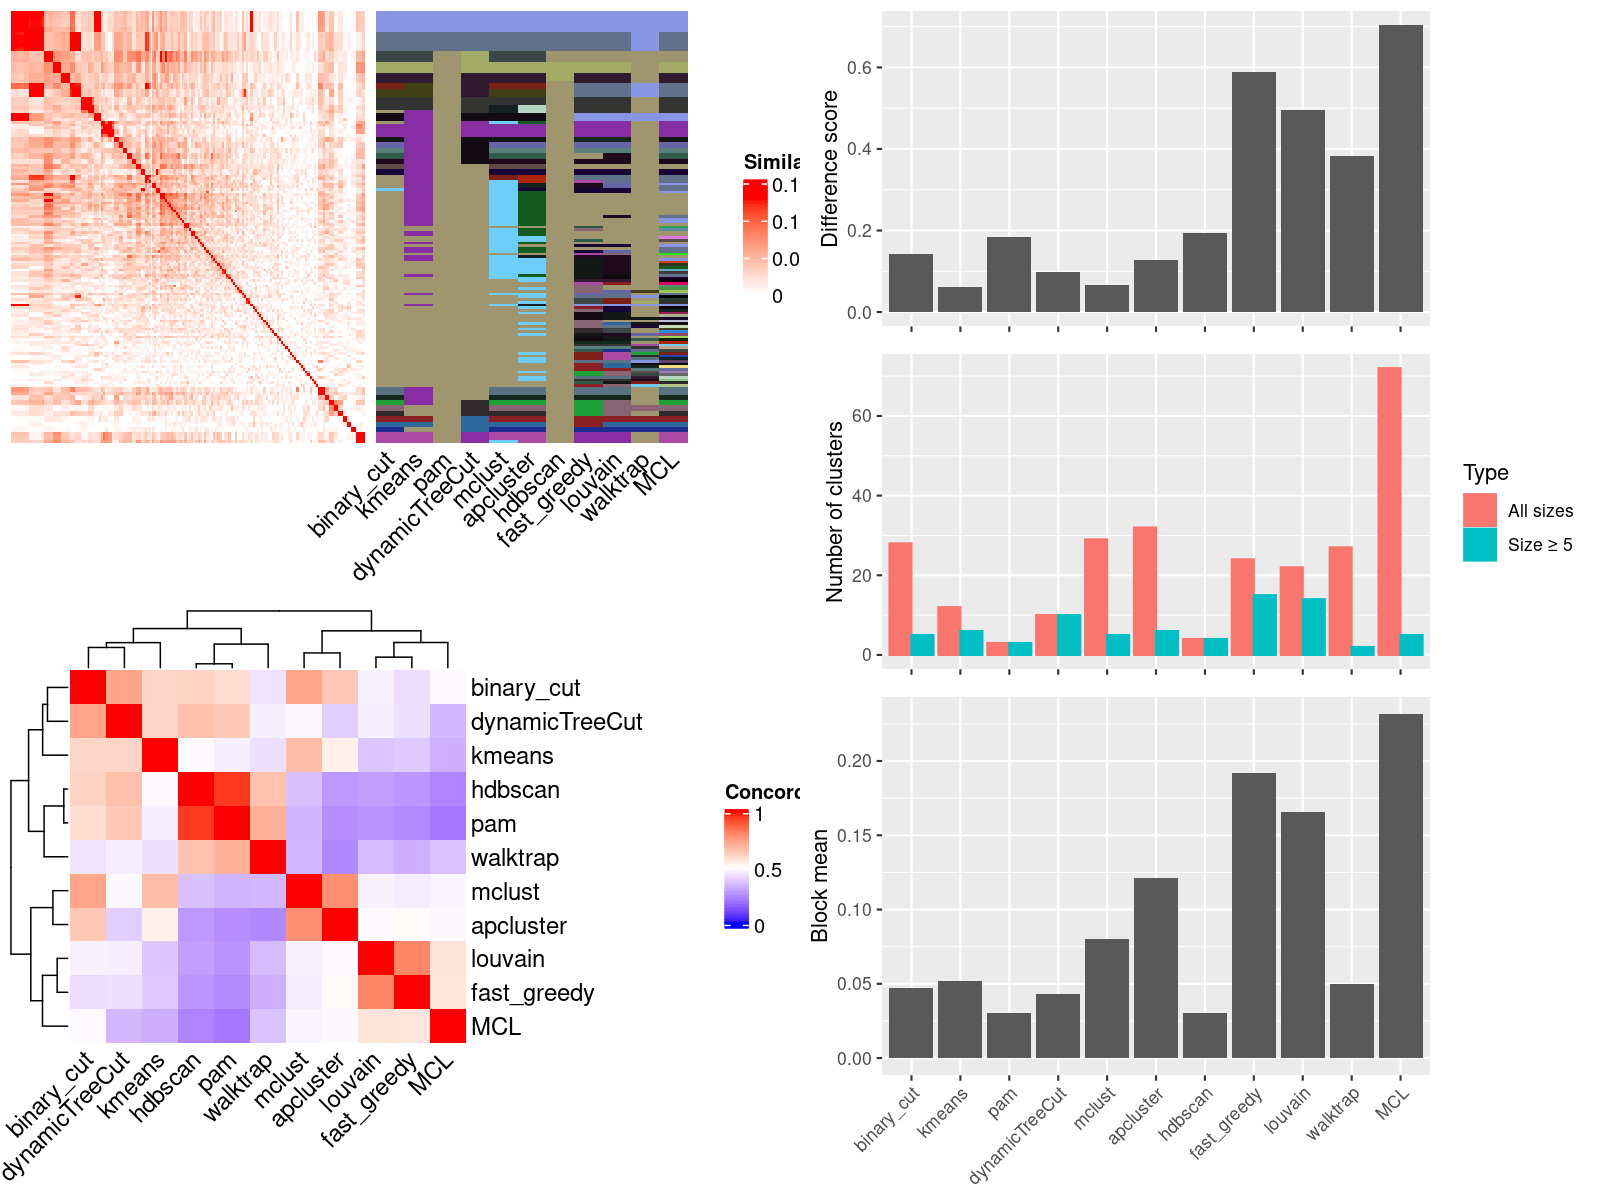 Simila
0.1
0.1
0.0
0
binary_cut
kmeans
pam
dynamicTreeCut
mclust
apcluster
hdbscan
fast_greedy
louvain
walktrap
MCL
binary_cut
dynamicTreeCut
kmeans
hdbscan
pam
walktrap
mclust
apcluster
louvain
fast_greedy
MCL
Concord
1
0.5
0
binary_cut
dynamicTreeCut
kmeans
hdbscan
pam
walktrap
mclust
apcluster
louvain
fast_greedy
MCL
Difference score
0.6
0.4
0.2
0.0
Number of clusters
60
40
20
0
Type
All sizes
Size ≥ 5
Block mean
0.20
0.15
0.10
0.05
0.00
binary_cut
kmeans
pam
dynamicTreeCut
mclust
apcluster
hdbscan
fast_greedy
louvain
walktrap
MCL